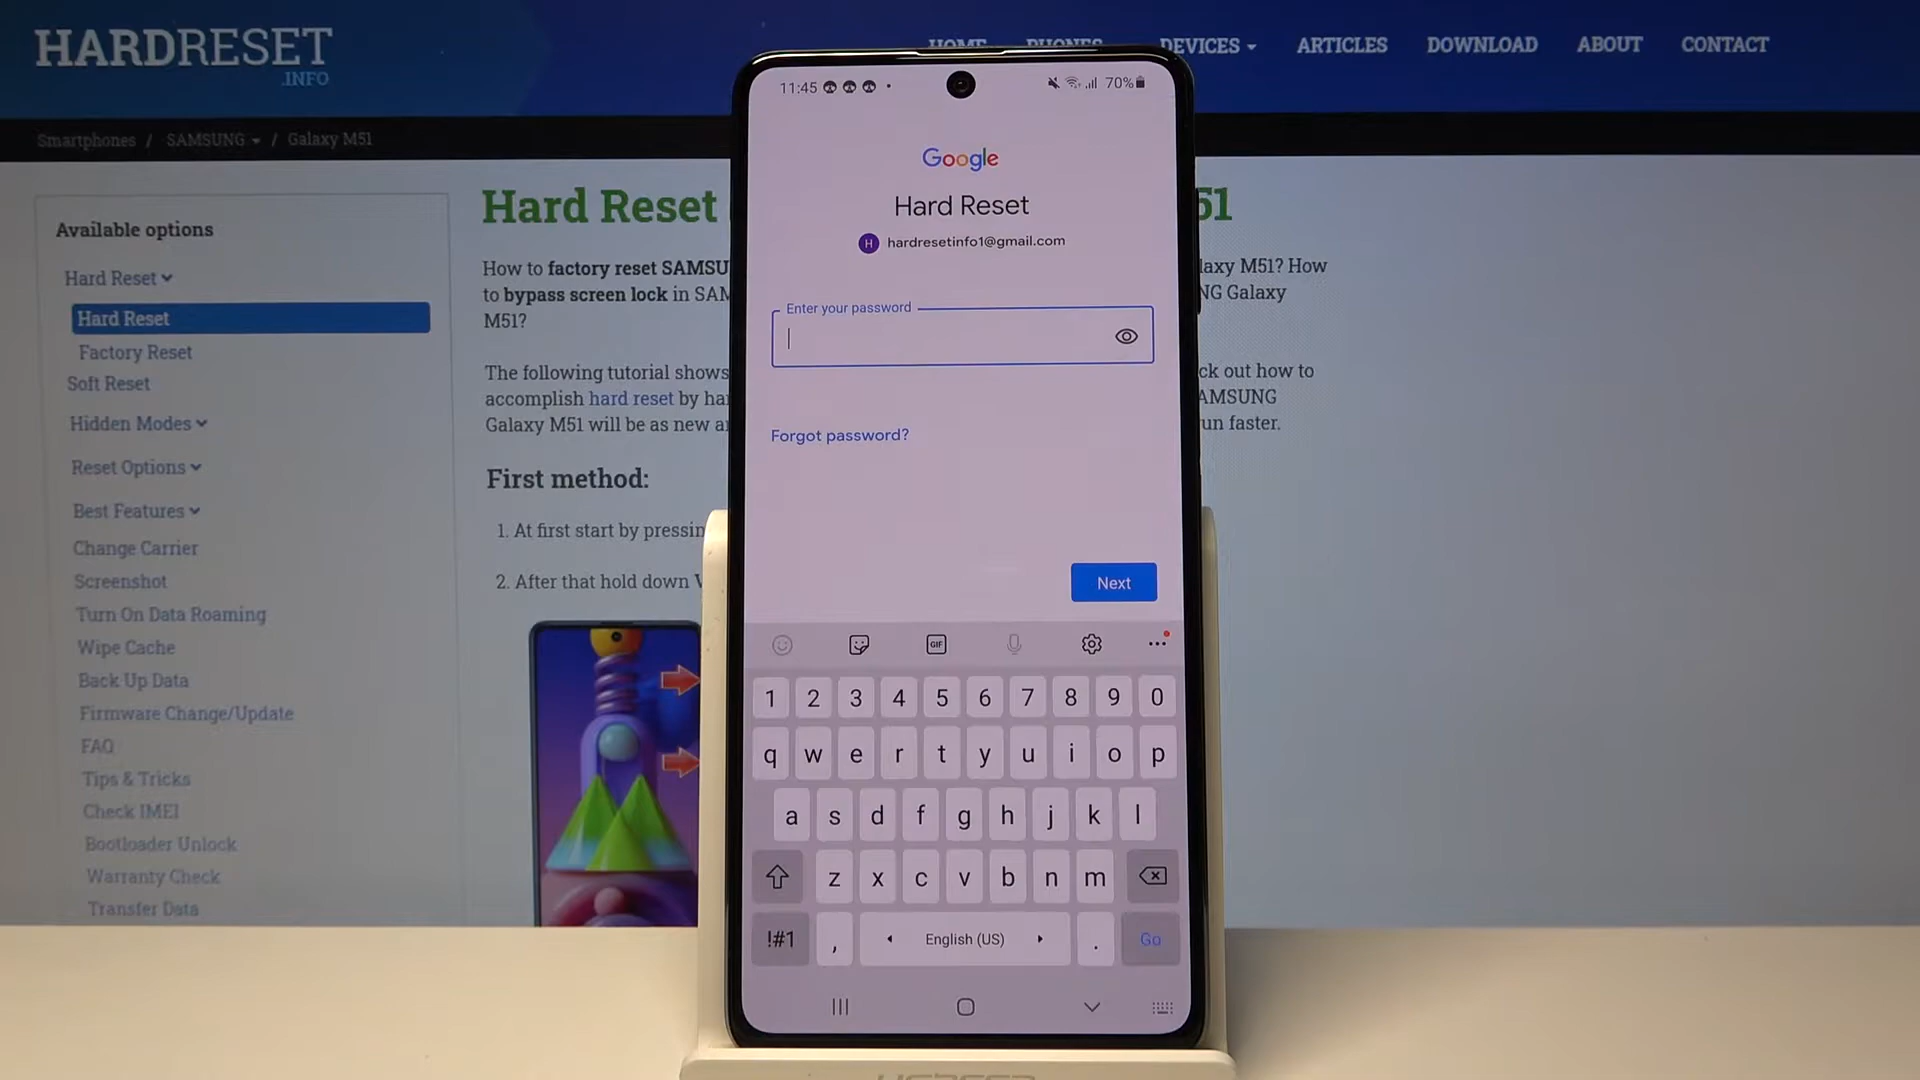 HARDRESET
.INFO
HOME PHONES DEVICES ARTICLES DOWNLOAD ABOUT CONTACT
Smartphones / SAMSUNG / Galaxy M51
Available options
Hard Reset
Hard Reset
Factory Reset
Soft Reset
Hidden Modes
Reset Options
Best Features
Change Carrier
Screenshot
Turn On Data Roaming
Wipe Cache
Back Up Data
Firmware Change/Update
FAQ
Tips & Tricks
Check IMEI
Bootloader Unlock
Warranty Check
Transfer Data
Hard Reset 51
How to factory reset SAMSU laxy M51? How
to bypass screen lock in SAM NG Galaxy
M51?
The following tutorial shows ck out how to
accomplish hard reset by har AMSUNG
Galaxy M51 will be as new a un faster.
First method:
1. At first start by pressin
2. After that hold down V
11:45 70%
Google
Hard Reset
H hardresetinfo1@gmail.com
Enter your password
Forgot password?
Next
GIF
1 2 3 4 5 6 7 8 9 0
q w e r t y u i o p
a s d f g h j k l
z x c v b n m
!#1 , English (US) . Go